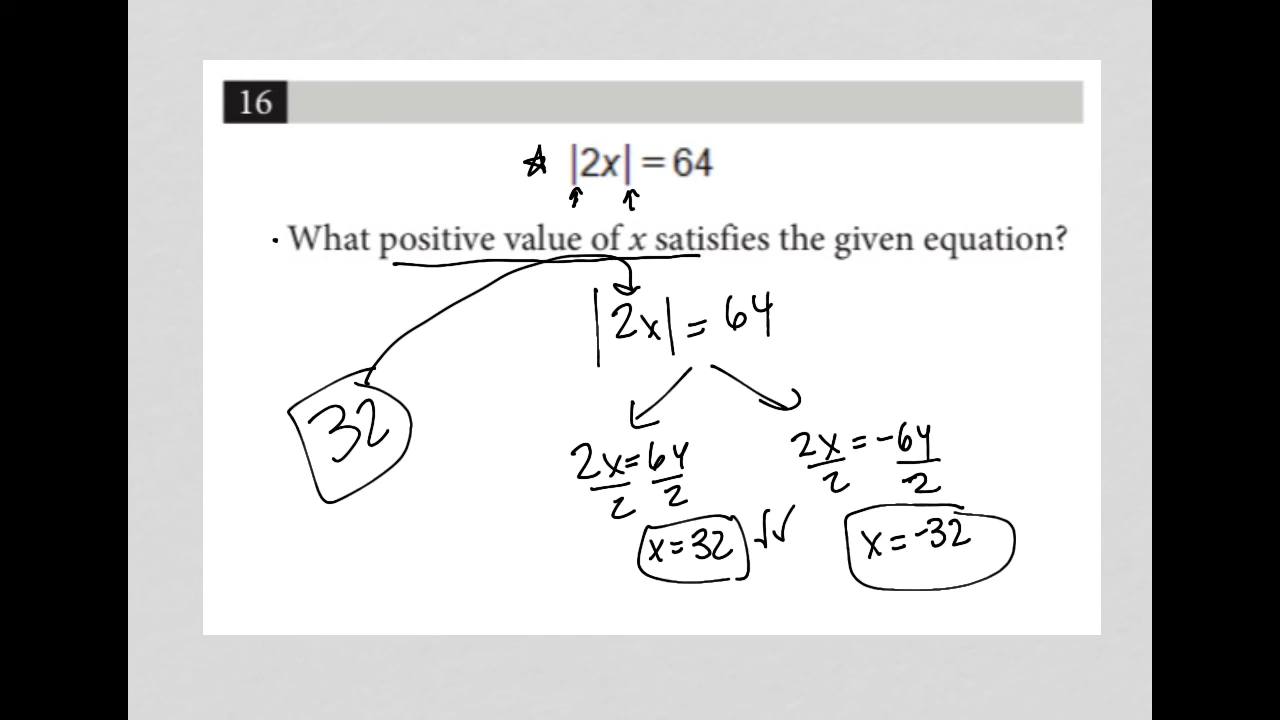 16
☆ |2x| = 64
· What positive value of x satisfies the given equation?
|2x| = 64
32
2x = 64
2 2
2x = -64
2 2
x = 32 ✓✓
x = -32